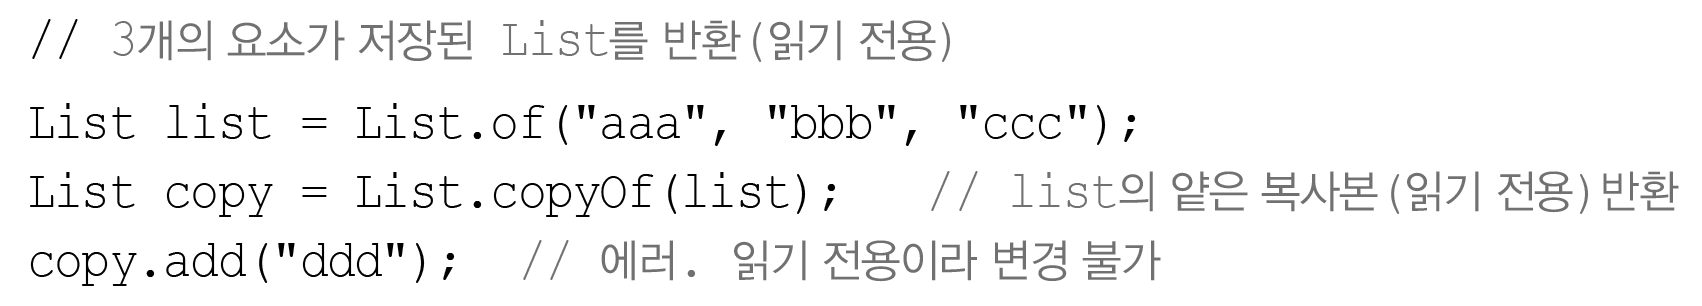 // 3개의 요소가 저장된 List를 반환(읽기 전용)
List list = List.of("aaa", "bbb", "ccc");
List copy = List.copyOf(list);   // list의 얕은 복사본(읽기 전용)반환
copy.add("ddd");  // 에러. 읽기 전용이라 변경 불가